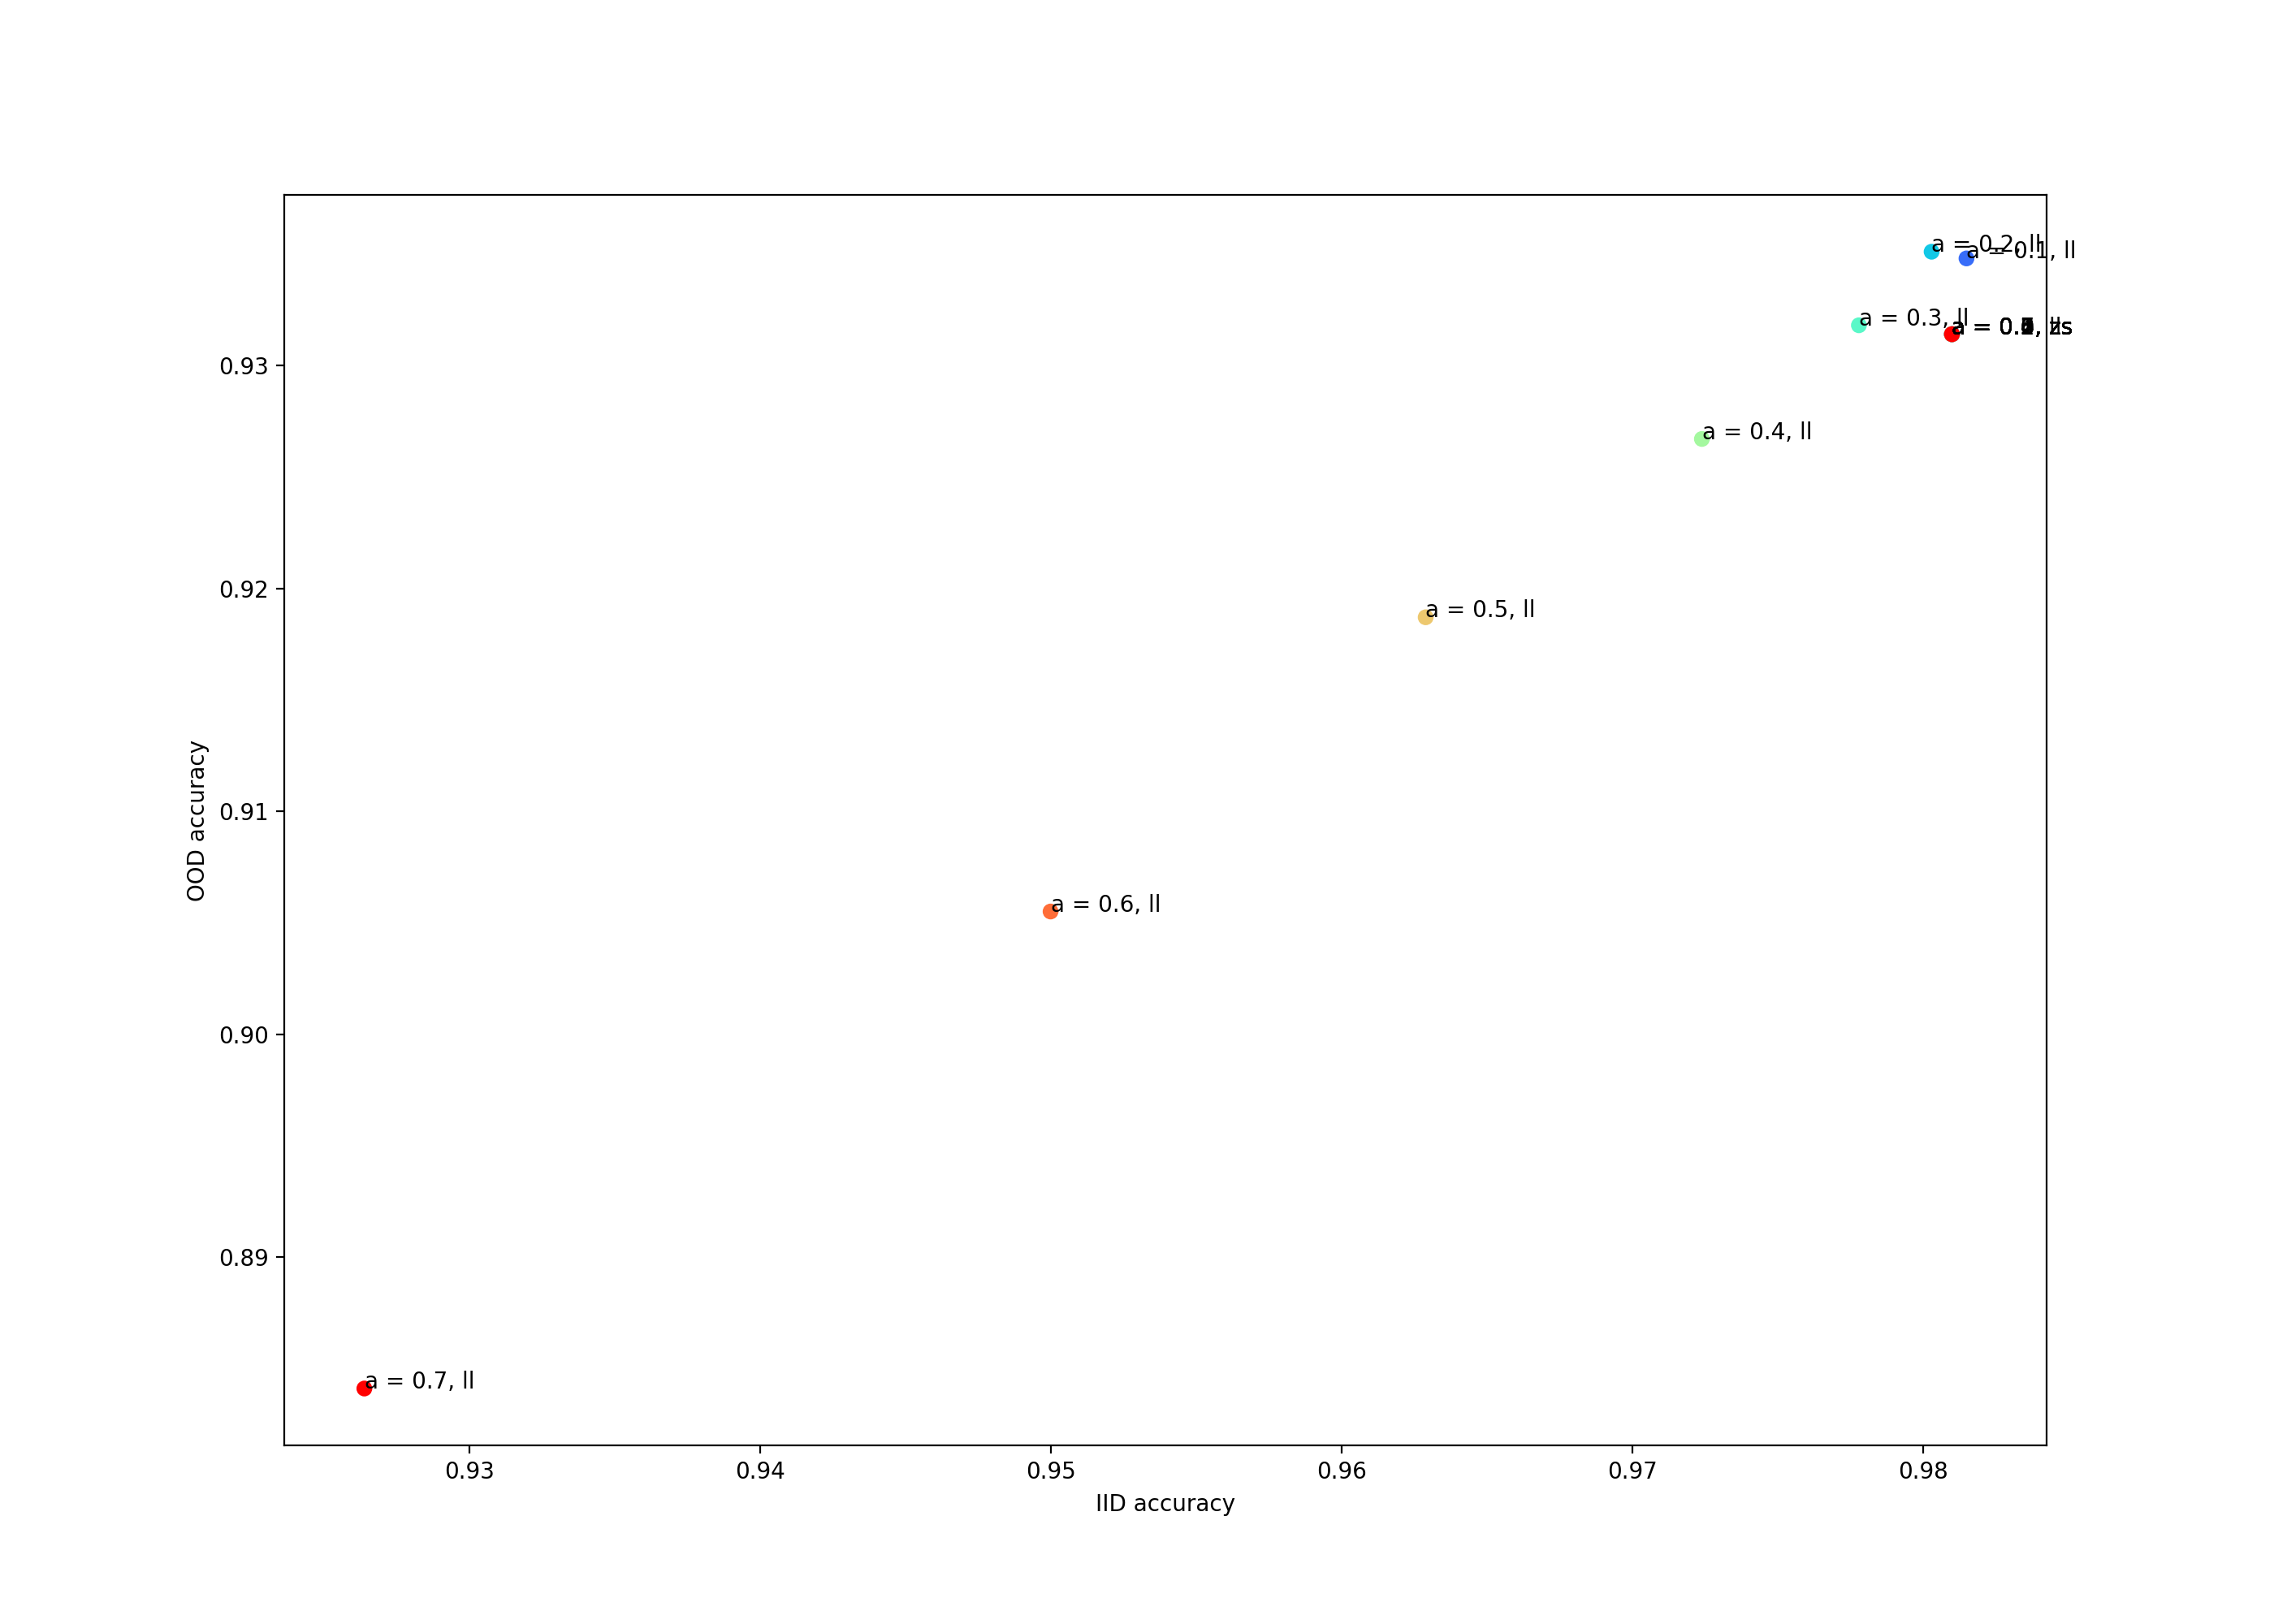 a = 0.2, ll
a = 0.1, ll
a = 0.3, ll
0.93
a = 0.4, ll
0.92
a = 0.5, ll
0.91
OOD accuracy
a = 0.6, ll
0.90
0.89
a = 0.7, ll
0.93 0.94 0.95 0.96 0.97 0.98
IID accuracy